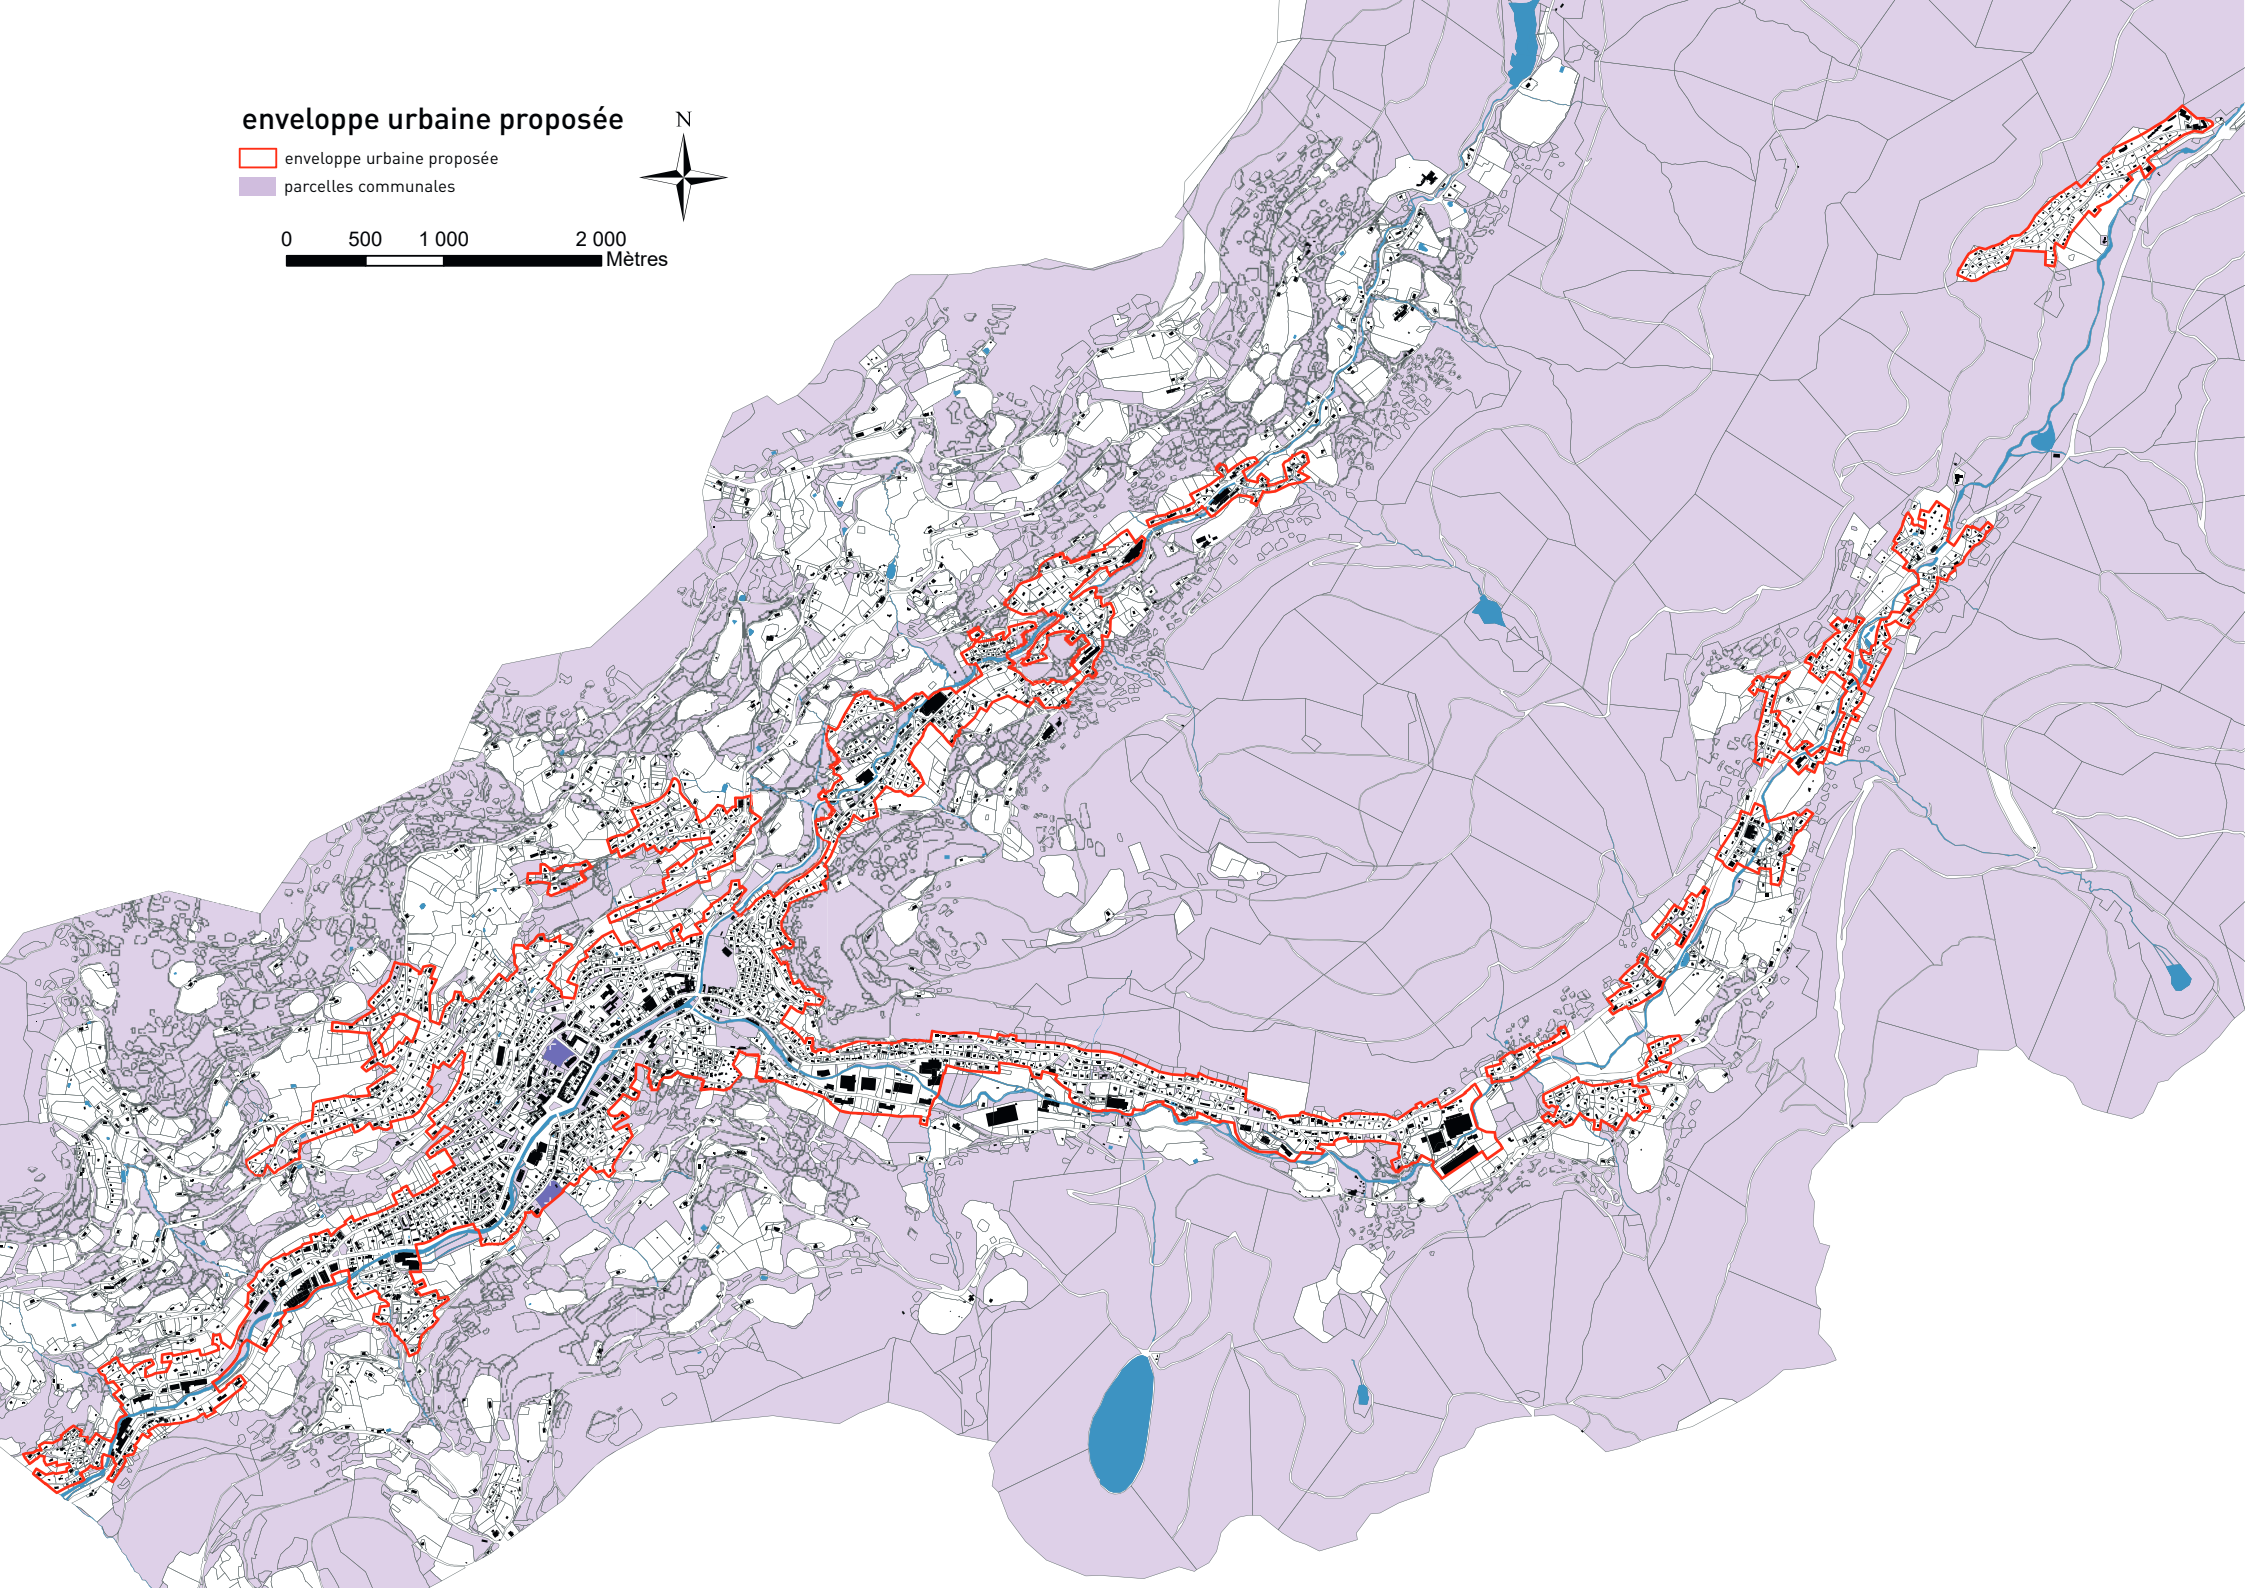 enveloppe urbaine proposée
N
enveloppe urbaine proposée
parcelles communales
0 500 1 000 2 000
Mètres